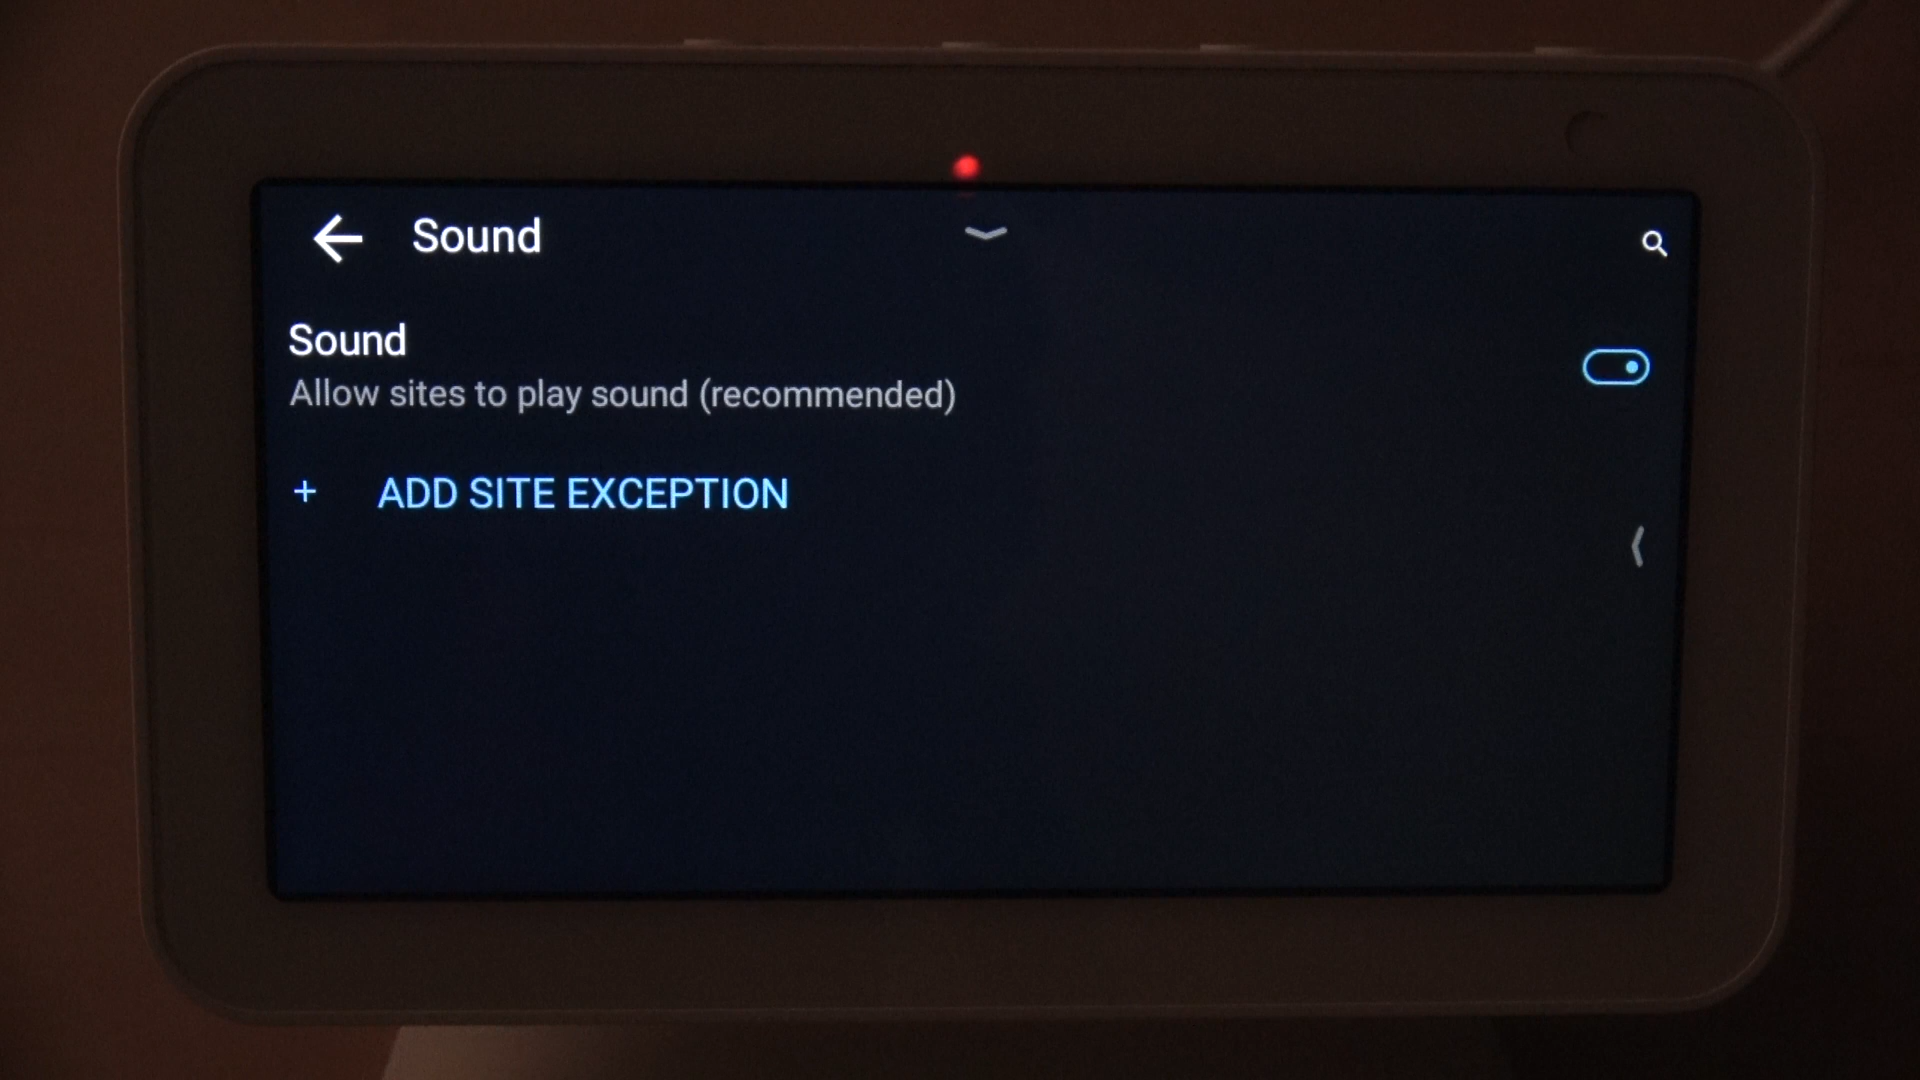 Sound
Sound
Allow sites to play sound (recommended)
+ ADD SITE EXCEPTION